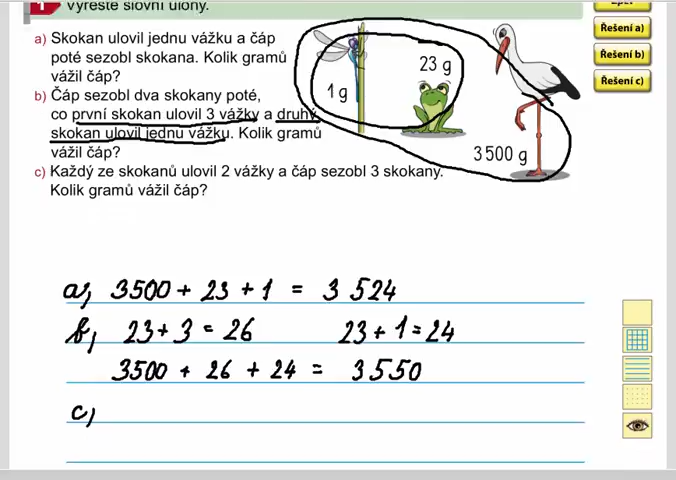 1 Vyřešte slovní úlohy.
a) Skokan ulovil jednu vážku a čáp
poté sezobl skokana. Kolik gramů
vážil čáp?
b) Čáp sezobl dva skokany poté,
co první skokan ulovil 3 vážky a druhý
skokan ulovil jednu vážku. Kolik gramů
vážil čáp?
c) Každý ze skokanů ulovil 2 vážky a čáp sezobl 3 skokany.
Kolik gramů vážil čáp?
1 g
23 g
3 500 g
Zpět
Řešení a)
Řešení b)
Řešení c)
a) 3500 + 23 + 1 = 3 524
b) 23 + 3 = 26 23 + 1 = 24
3500 + 26 + 24 = 3550
c)